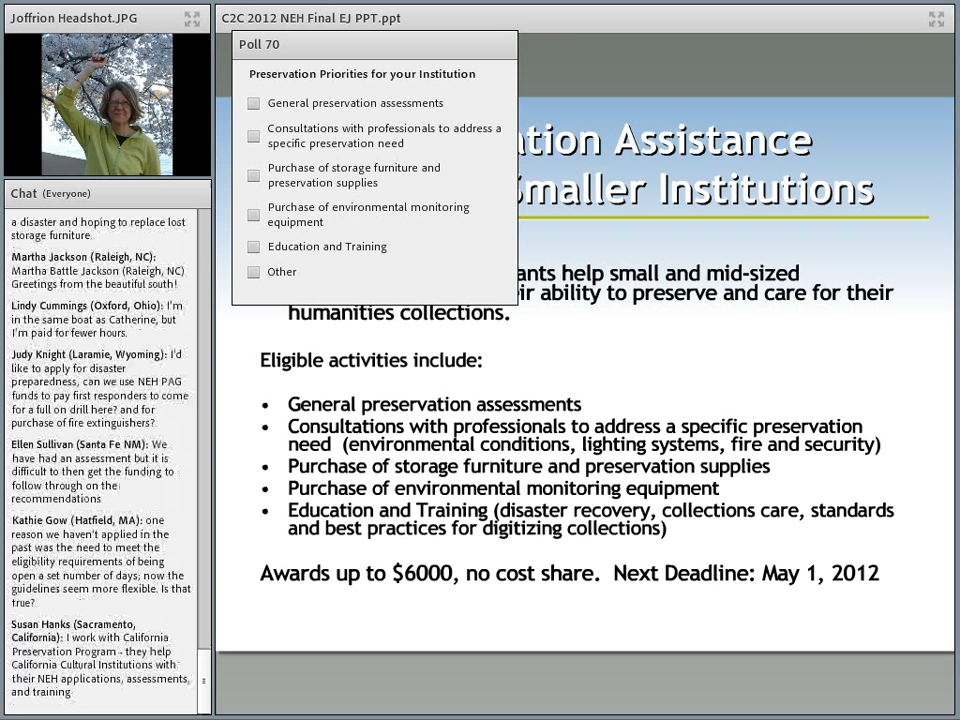 Joffrion Headshot.JPG
Chat (Everyone)
a disaster and hoping to replace lost
storage furniture.
Martha Jackson (Raleigh, NC):
Martha Battle Jackson (Raleigh, NC)
Greetings from the beautiful south!
Lindy Cummings (Oxford, Ohio): I'm
in the same boat as Catherine, but
I'm paid for fewer hours.
Judy Knight (Laramie, Wyoming): I'd
like to apply for disaster
preparedness, can we use NEH PAG
funds to pay first responders to come
for a full on drill here? and for
purchase of fire extinguishers?
Ellen Sullivan (Santa Fe NM): We
have had an assessment but it is
difficult to then get the funding to
follow through on the
recommendations
Kathie Gow (Hatfield, MA): one
reason we haven't applied in the
past was the need to meet the
eligibility requirements of being
open a set number of days; now the
guidelines seem more flexible. Is that
true?
Susan Hanks (Sacramento,
California): I work with California
Preservation Program - they help
California Cultural Institutions with
their NEH applications, assessments,
and training
C2C 2012 NEH Final EJ PPT.ppt
Poll 70
Preservation Priorities for your Institution
General preservation assessments
Consultations with professionals to address a
specific preservation need
Purchase of storage furniture and
preservation supplies
Purchase of environmental monitoring
equipment
Education and Training
Other
ation Assistance
Smaller Institutions
ants help small and mid-sized
eir ability to preserve and care for their
humanities collections.
Eligible activities include:
• General preservation assessments
• Consultations with professionals to address a specific preservation
need (environmental conditions, lighting systems, fire and security)
• Purchase of storage furniture and preservation supplies
• Purchase of environmental monitoring equipment
• Education and Training (disaster recovery, collections care, standards
and best practices for digitizing collections)
Awards up to $6000, no cost share. Next Deadline: May 1, 2012